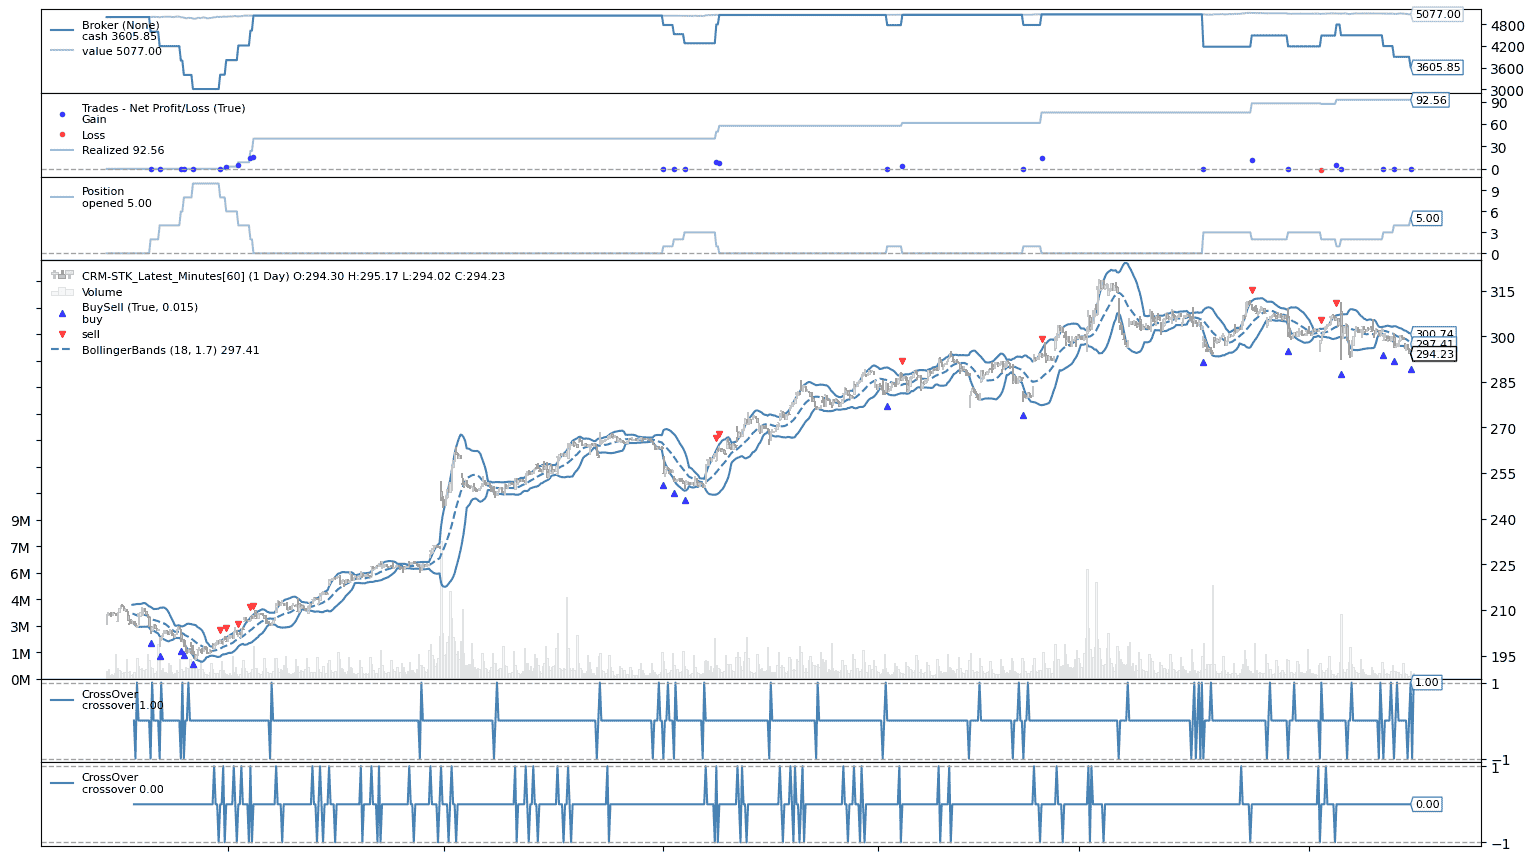 Broker (None)
cash 3605.85
value 5077.00
5077.00
4800
4200
3605.85
3600
3000
Trades - Net Profit/Loss (True)
Gain
Loss
Realized 92.56
92.56
90
60
30
0
Position
opened 5.00
9
6
5.00
3
0
CRM-STK_Latest_Minutes[60] (1 Day) O:294.30 H:295.17 L:294.02 C:294.23
Volume
BuySell (True, 0.015)
buy
sell
BollingerBands (18, 1.7) 297.41
315
300.74
300
297.41
294.23
285
270
255
240
225
210
195
9M
7M
6M
4M
3M
1M
0M
CrossOver
crossover 1.00
1.00
1
−1
CrossOver
crossover 0.00
1
0.00
−1